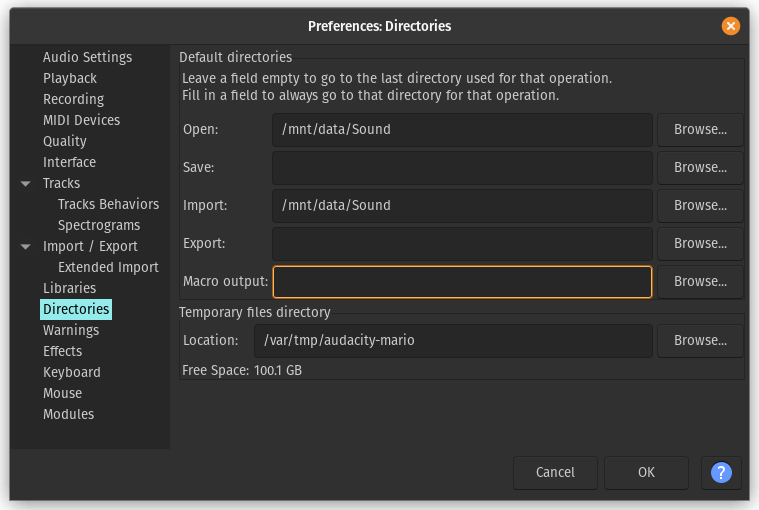 Preferences: Directories
Audio Settings
Playback
Recording
MIDI Devices
Quality
Interface
Tracks
Tracks Behaviors
Spectrograms
Import / Export
Extended Import
Libraries
Directories
Warnings
Effects
Keyboard
Mouse
Modules
Default directories
Leave a field empty to go to the last directory used for that operation.
Fill in a field to always go to that directory for that operation.
Open: /mnt/data/Sound Browse...
Save: Browse...
Import: /mnt/data/Sound Browse...
Export: Browse...
Macro output: Browse...
Temporary files directory
Location: /var/tmp/audacity-mario Browse...
Free Space: 100.1 GB
Cancel OK ?